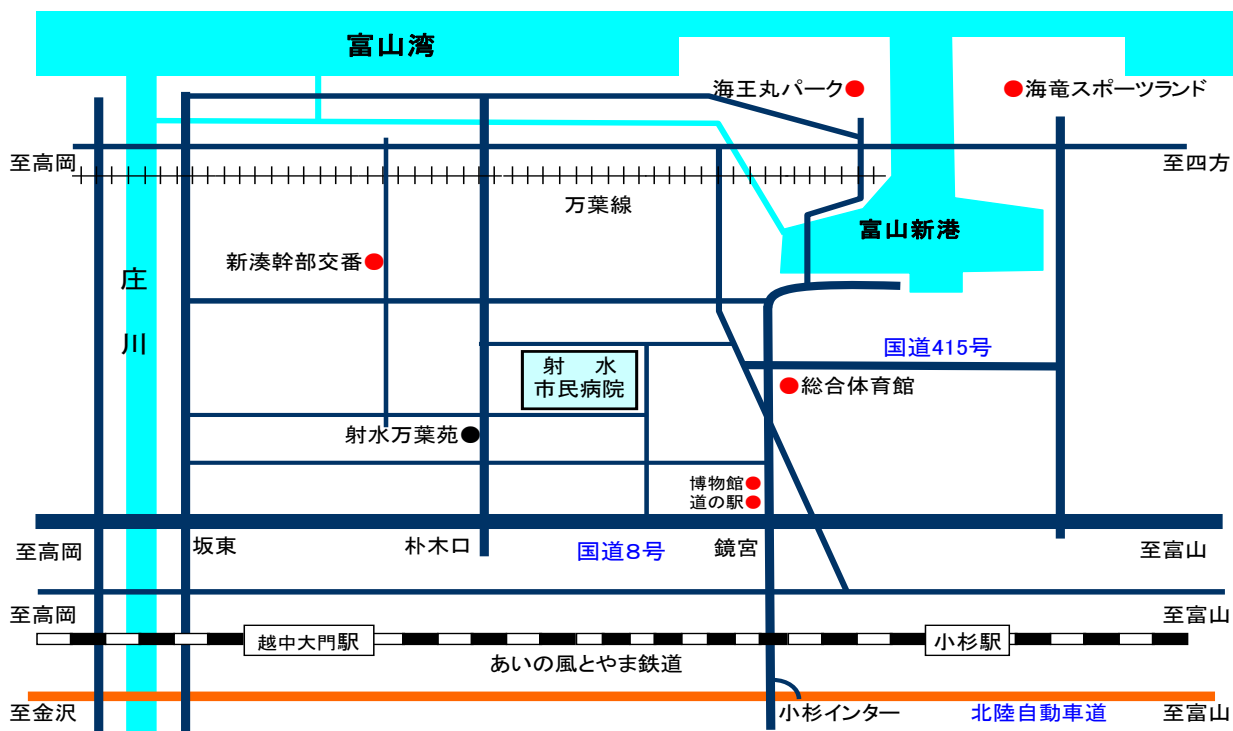 富山湾
海王丸パーク
海竜スポーツランド
至高岡
至四方
万葉線
富山新港
新湊幹部交番
庄川
国道415号
射　水
市民病院
総合体育館
射水万葉苑
博物館
道の駅
至高岡
坂東
朴木口
国道8号
鏡宮
至富山
至高岡
至富山
越中大門駅
小杉駅
あいの風とやま鉄道
至金沢
小杉インター
北陸自動車道
至富山